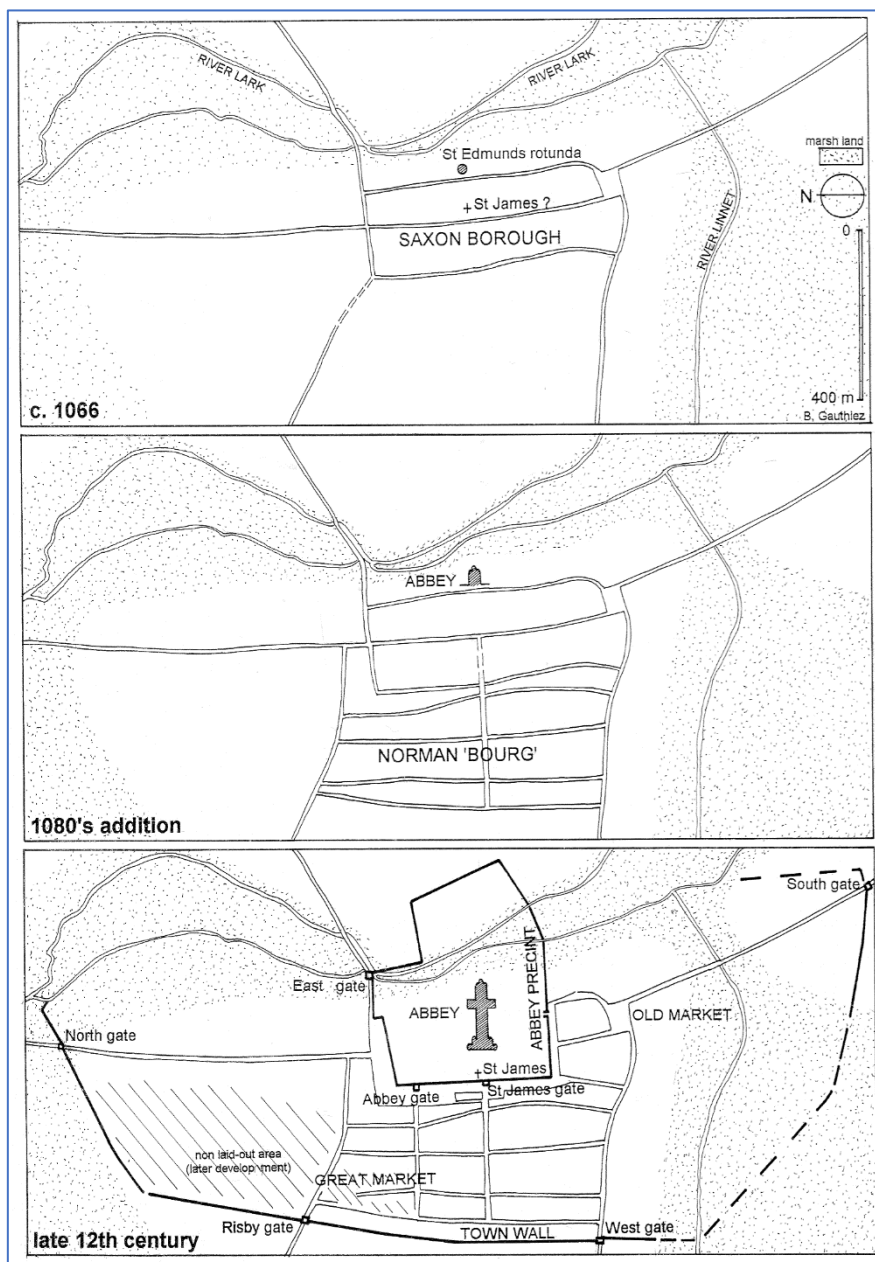 RIVER LARK
RIVER LARK
St Edmunds rotunda
marsh land
N
St James ?
0
SAXON BOROUGH
RIVER LINNET
400 m
c. 1066
B. Gauthiez
ABBEY
NORMAN 'BOURG'
1080's addition
South gate
East gate
ABBEY PRECINT
ABBEY
OLD MARKET
North gate
St James
Abbey gate
St James gate
non laid-out area
(later development)
GREAT MARKET
Risby gate
TOWN WALL
West gate
late 12th century